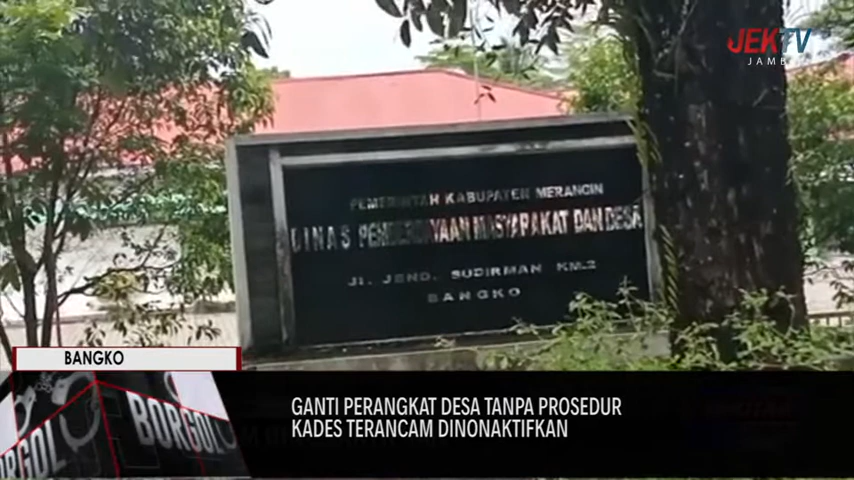 JEKTV
JAMBI
PEMERINTAH KABUPATEN MERANGIN
DINAS PEMBERDAYAAN MASYARAKAT DAN DESA
JL. JEND. SUDIRMAN KM.2
BANGKO
BANGKO
GANTI PERANGKAT DESA TANPA PROSEDUR
KADES TERANCAM DINONAKTIFKAN
BORGOL
BORGOL